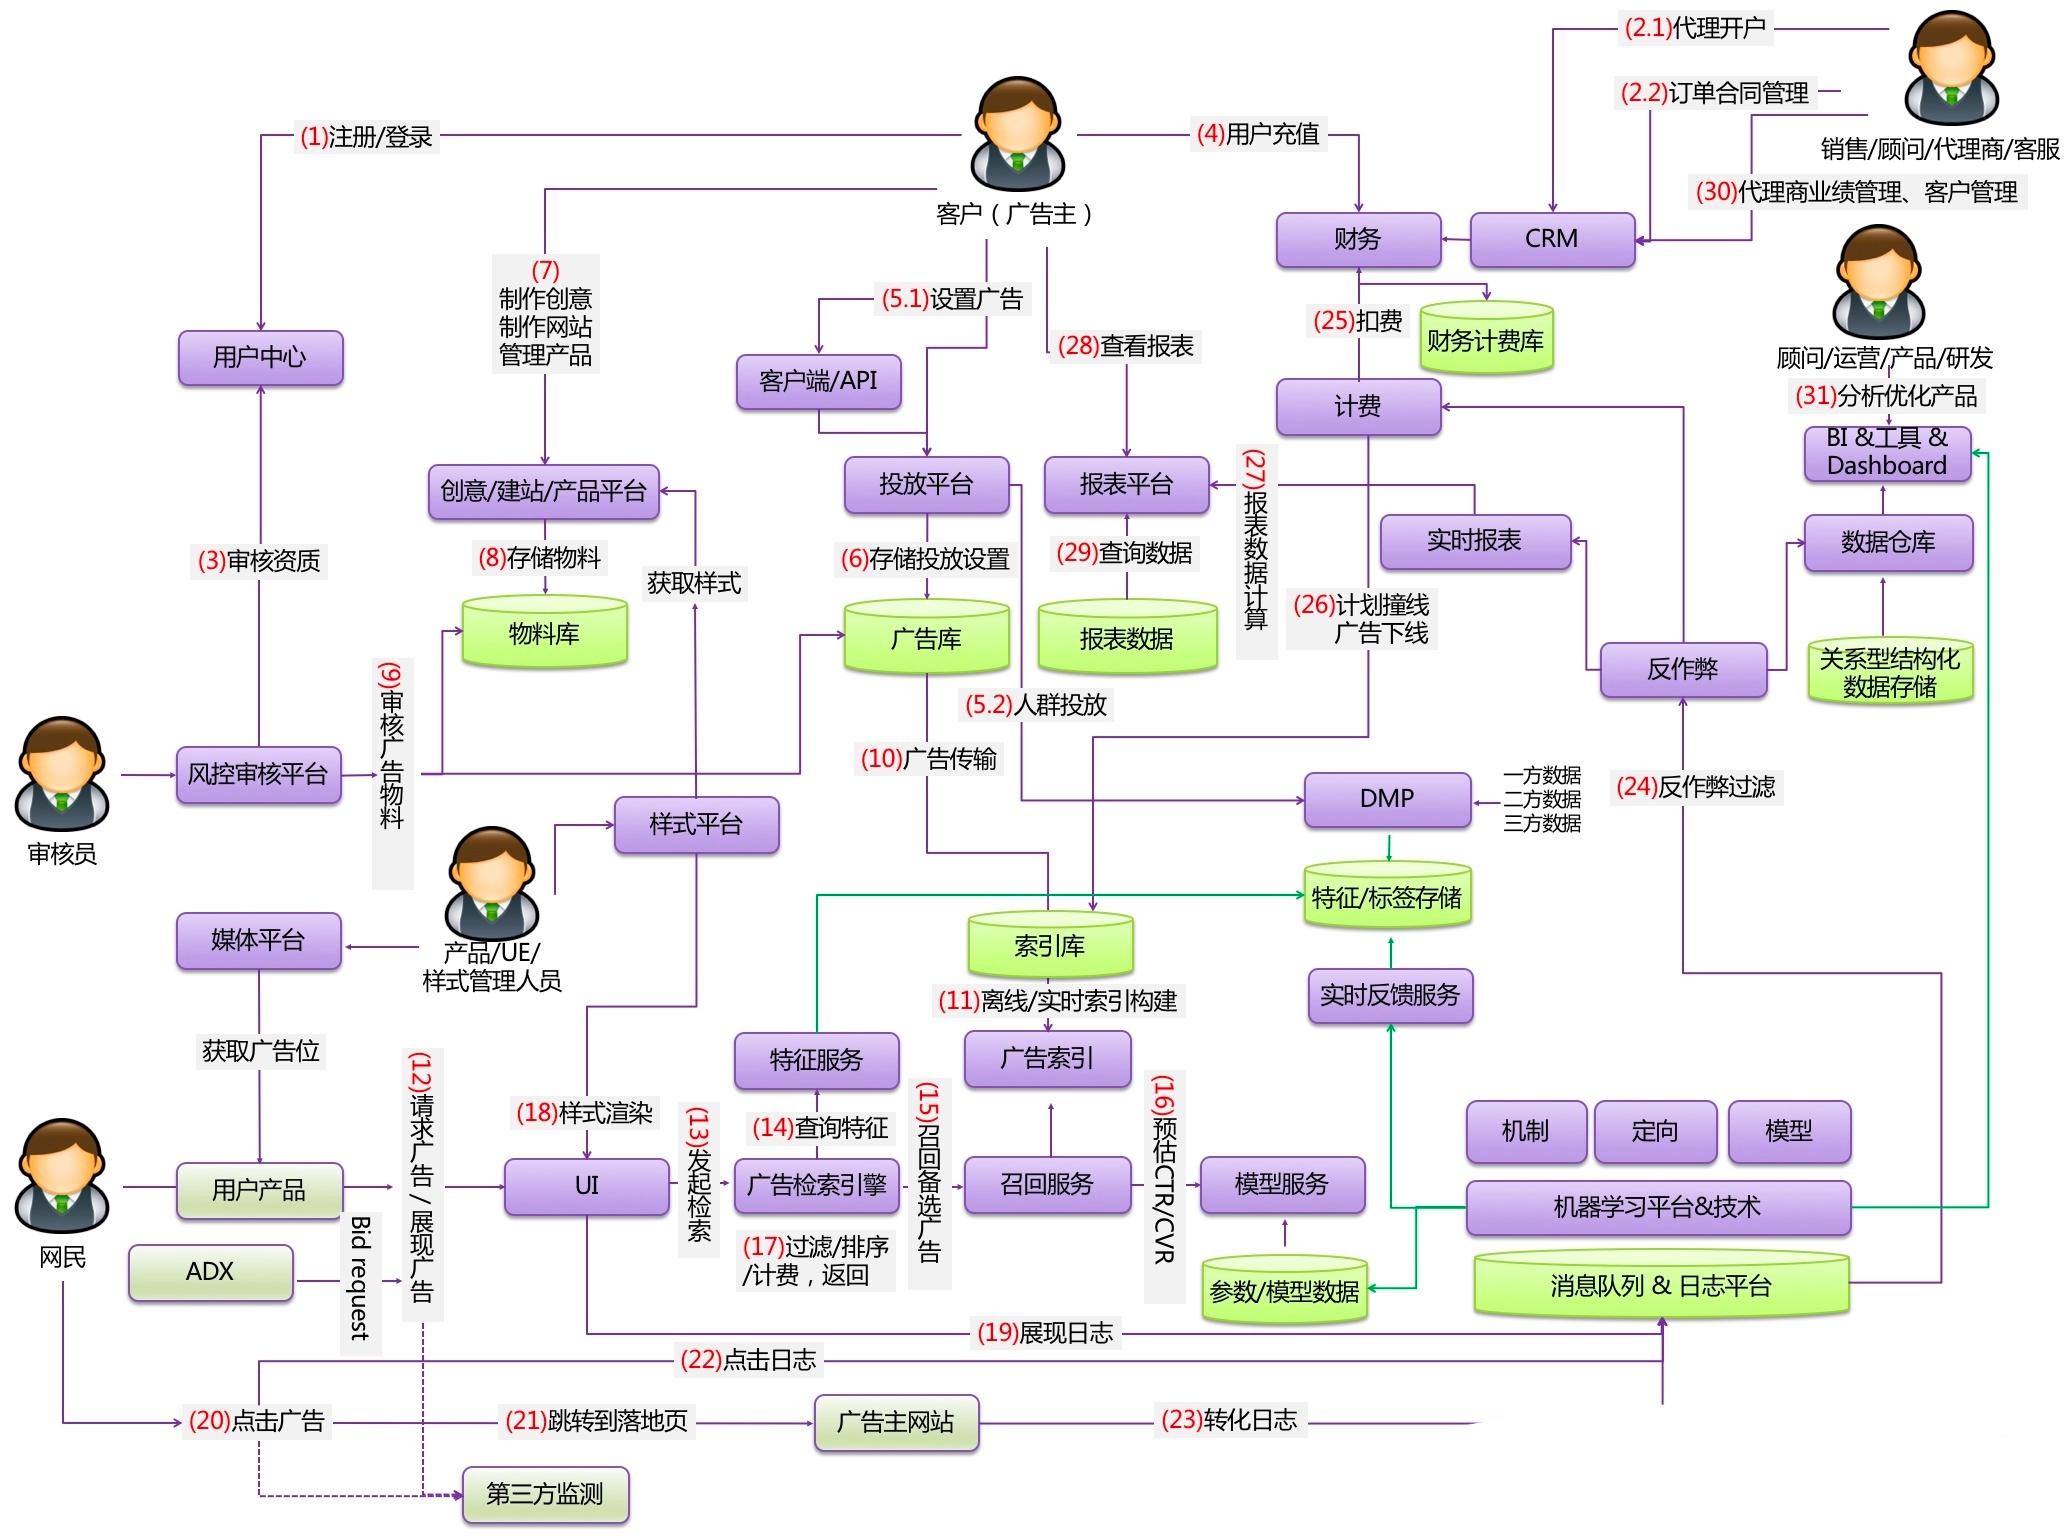 (2.1)代理开户
(2.2)订单合同管理
(1)注册/登录
(4)用户充值
销售/顾问/代理商/客服
(30)代理商业绩管理、客户管理
客户（广告主）
财务
CRM
(7)
制作创意
制作网站
管理产品
(5.1)设置广告
(25)扣费
财务计费库
(28)查看报表
用户中心
顾问/运营/产品/研发
客户端/API
(31)分析优化产品
计费
BI &工具 &
Dashboard
创意/建站/产品平台
投放平台
报表平台
(27)报表数据计算
实时报表
数据仓库
(3)审核资质
(8)存储物料
获取样式
(6)存储投放设置
(29)查询数据
(26)计划撞线
广告下线
物料库
广告库
报表数据
反作弊
关系型结构化
数据存储
(9)审核广告物料
(5.2)人群投放
(10)广告传输
风控审核平台
DMP
一方数据
二方数据
三方数据
(24)反作弊过滤
样式平台
审核员
特征/标签存储
媒体平台
产品/UE/
样式管理人员
索引库
实时反馈服务
(11)离线/实时索引构建
获取广告位
特征服务
广告索引
(12)请求广告/展现广告
(18)样式渲染
(13)发起检索
(14)查询特征
(15)召回备选广告
(16)预估CTR/CVR
机制
定向
模型
用户产品
UI
广告检索引擎
召回服务
模型服务
机器学习平台&技术
网民
ADX
Bid request
(17)过滤/排序
/计费，返回
参数/模型数据
消息队列 & 日志平台
(19)展现日志
(22)点击日志
(20)点击广告
(21)跳转到落地页
广告主网站
(23)转化日志
第三方监测